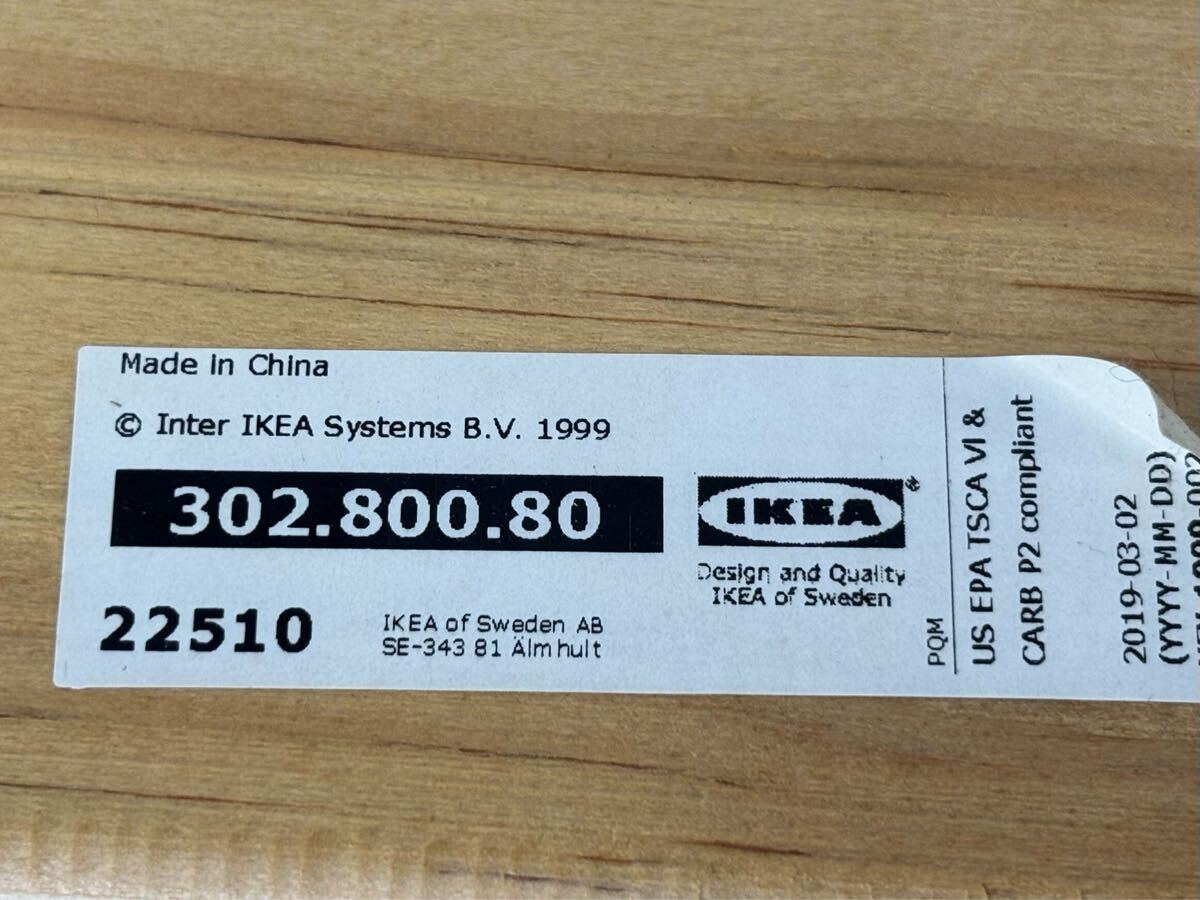 Made in China
© Inter IKEA Systems B.V. 1999
302.800.80
22510
IKEA of Sweden AB
SE-343 81 Älmhult
IKEA®
Design and Quality
IKEA of Sweden
PQM
US EPA TSCA VI &
CARB P2 compliant
2019-03-02
(YYYY-MM-DD)